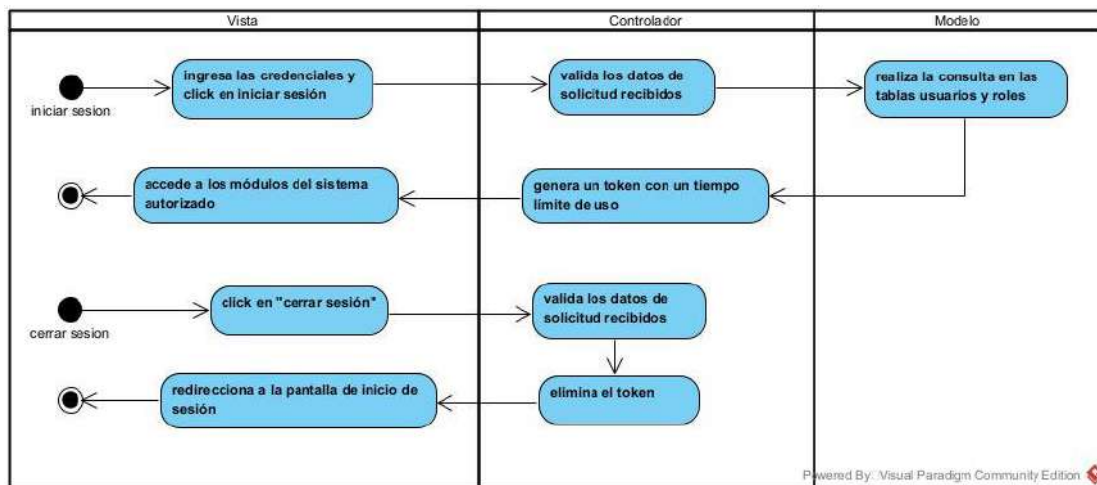 Vista
Controlador
Modelo
iniciar sesion
ingresa las credenciales y
click en iniciar sesión
valida los datos de
solicitud recibidos
realiza la consulta en las
tablas usuarios y roles
accede a los módulos del sistema
autorizado
genera un token con un tiempo
límite de uso
cerrar sesion
click en "cerrar sesión"
valida los datos de
solicitud recibidos
redirecciona a la pantalla de inicio de
sesión
elimina el token
Powered By: Visual Paradigm Community Edition